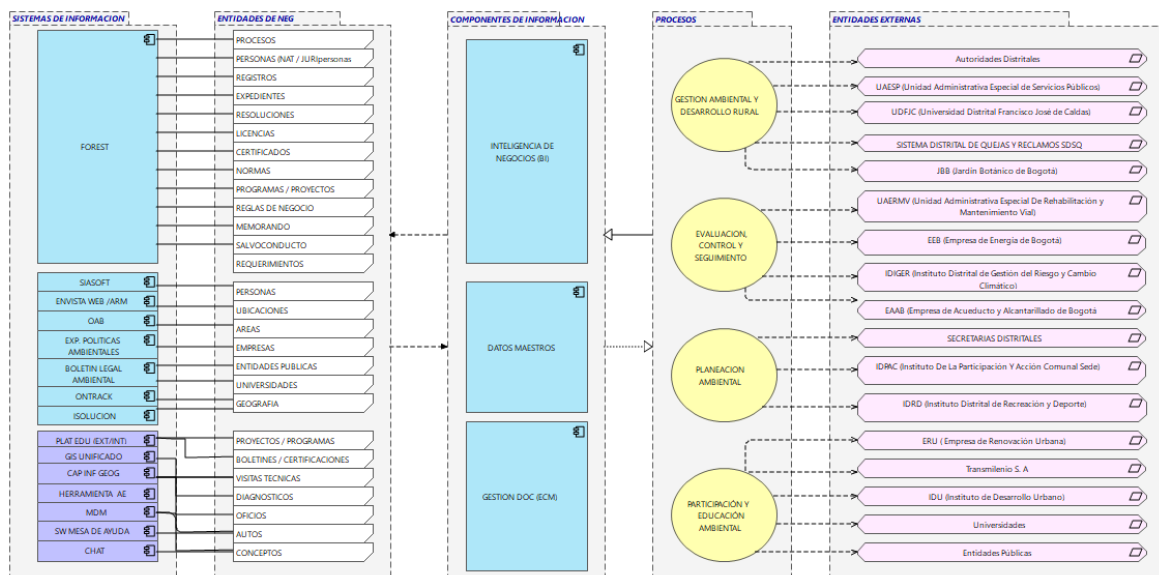 SISTEMAS DE INFORMACION
FOREST
SIASOFT
ENVISTA WEB /ARM
OAB
EXP. POLITICAS
AMBIENTALES
BOLETIN LEGAL
AMBIENTAL
ONTRACK
ISOLUCION
PLAT EDU (EXT/INT)
GIS UNIFICADO
CAP INF GEOG
HERRAMIENTA AE
MDM
SW MESA DE AYUDA
CHAT
ENTIDADES DE NEG
PROCESOS
PERSONAS (NAT / JURIpersonas
REGISTROS
EXPEDIENTES
RESOLUCIONES
LICENCIAS
CERTIFICADOS
NORMAS
PROGRAMAS / PROYECTOS
REGLAS DE NEGOCIO
MEMORANDO
SALVOCONDUCTO
REQUERIMIENTOS
PERSONAS
UBICACIONES
AREAS
EMPRESAS
ENTIDADES PUBLICAS
UNIVERSIDADES
GEOGRAFIA
PROYECTOS / PROGRAMAS
BOLETINES / CERTIFICACIONES
VISITAS TECNICAS
DIAGNOSTICOS
OFICIOS
AUTOS
CONCEPTOS
COMPONENTES DE INFORMACION
INTELIGENCIA DE
NEGOCIOS (BI)
DATOS MAESTROS
GESTION DOC (ECM)
PROCESOS
GESTION AMBIENTAL Y
DESARROLLO RURAL
EVALUACION,
CONTROL Y
SEGUIMIENTO
PLANEACION
AMBIENTAL
PARTICIPACIÓN Y
EDUCACIÓN
AMBIENTAL
ENTIDADES EXTERNAS
Autoridades Distritales
UAESP (Unidad Administrativa Especial de Servicios Públicos)
UDFJC (Universidad Distrital Francisco José de Caldas)
SISTEMA DISTRITAL DE QUEJAS Y RECLAMOS SDSQ
JBB (Jardín Botánico de Bogotá)
UAERMV (Unidad Administrativa Especial De Rehabilitación y
Mantenimiento Vial)
EEB (Empresa de Energía de Bogotá)
IDIGER (Instituto Distrital de Gestión del Riesgo y Cambio
Climático)
EAAB (Empresa de Acueducto y Alcantarillado de Bogotá
SECRETARIAS DISTRITALES
IDPAC (Instituto De La Participación Y Acción Comunal Sede)
IDRD (Instituto Distrital de Recreación y Deporte)
ERU ( Empresa de Renovación Urbana)
Transmilenio S. A
IDU (Instituto de Desarrollo Urbano)
Universidades
Entidades Públicas